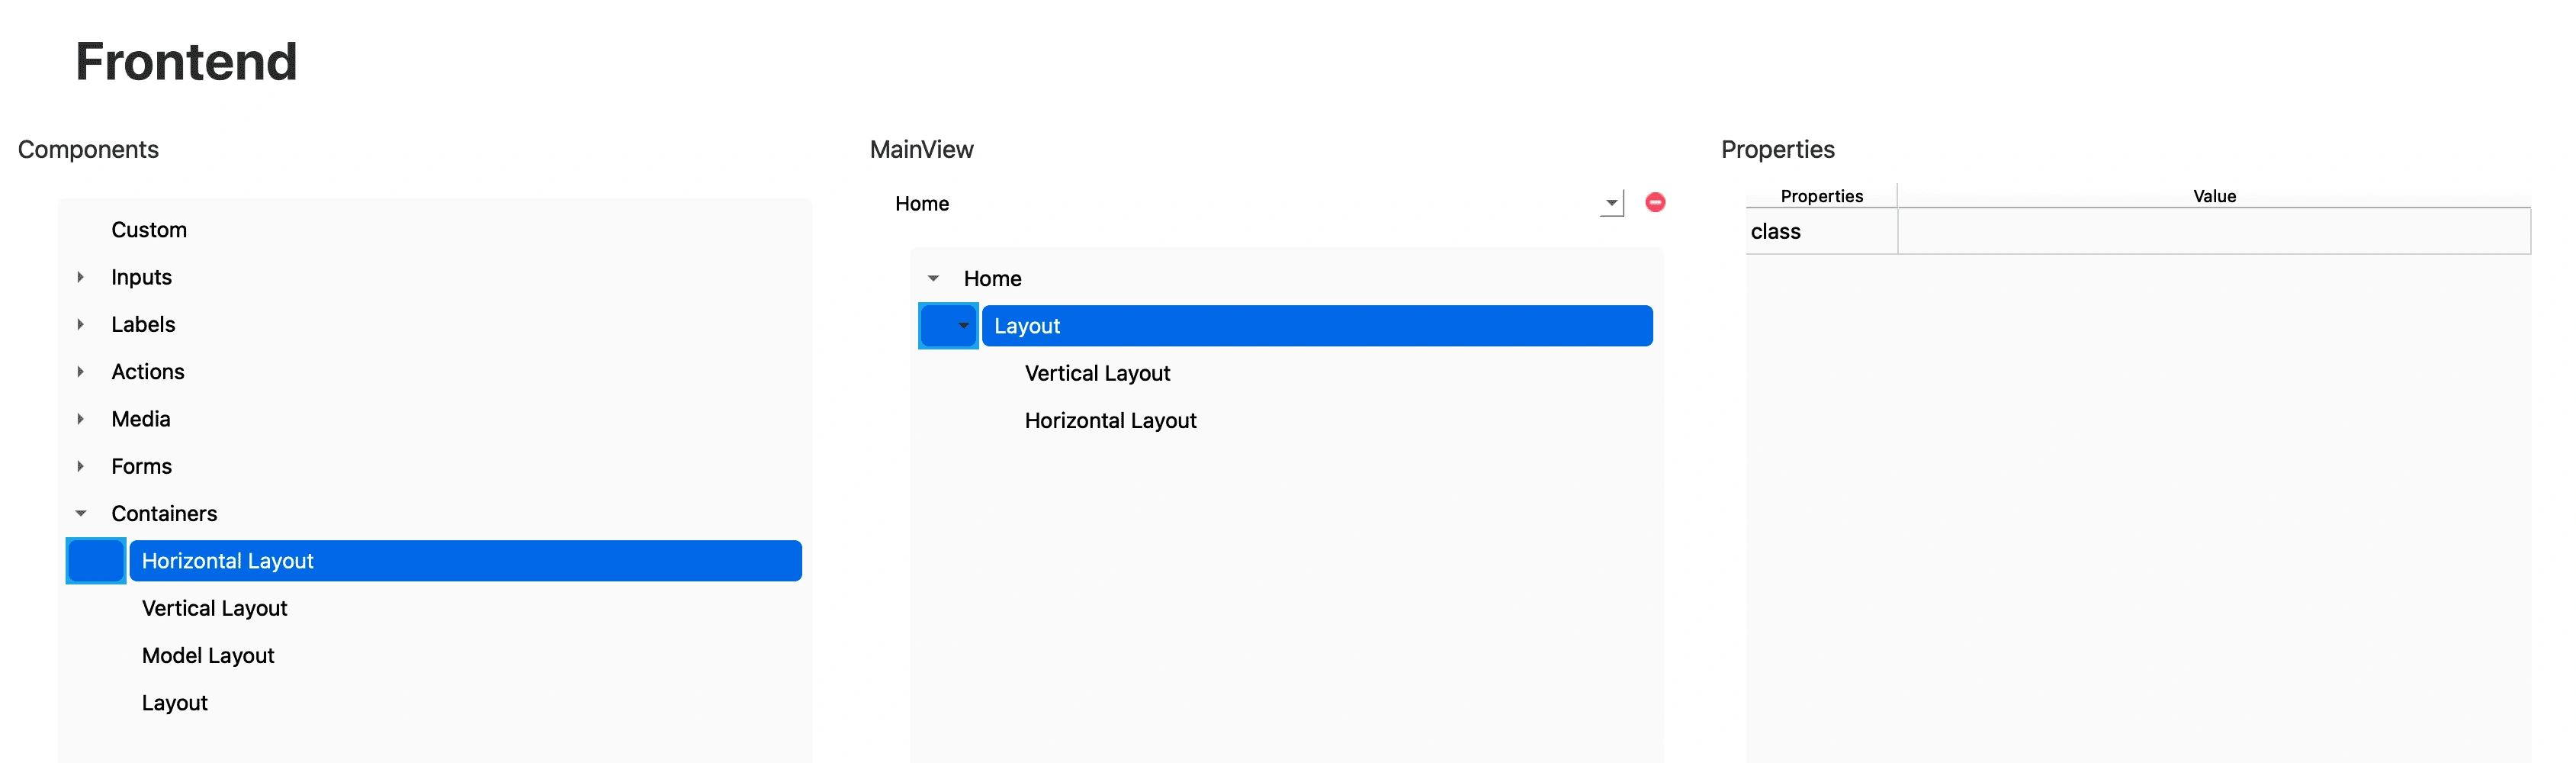 Frontend
Components
Custom
Inputs
Labels
Actions
Media
Forms
Containers
Horizontal Layout
Vertical Layout
Model Layout
Layout
MainView
Home
Home
Layout
Vertical Layout
Horizontal Layout
Properties
Properties Value
class